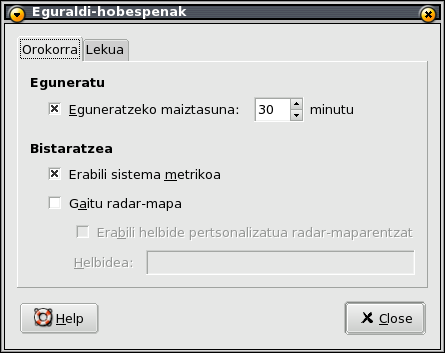 Eguraldi-hobespenak
Orokorra Lekua
Eguneratu
Eguneratzeko maiztasuna: 30 minutu
Bistaratzea
Erabili sistema metrikoa
Gaitu radar-mapa
Erabili helbide pertsonalizatua radar-maparentzat
Helbidea:
Help Close